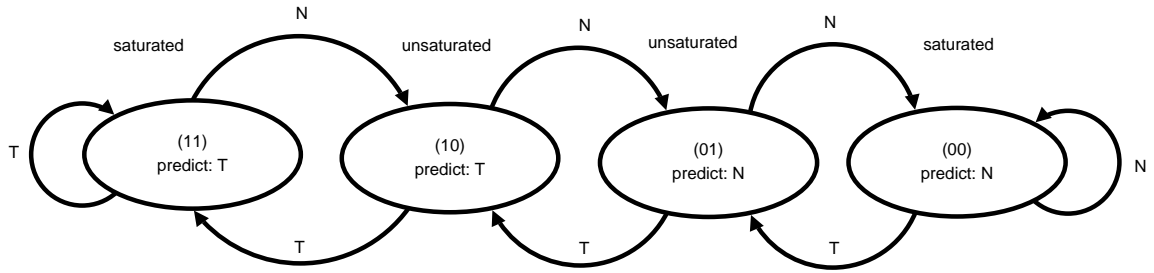 N
N
N
saturated
unsaturated
unsaturated
saturated
T
(11)
predict: T
(10)
predict: T
(01)
predict: N
(00)
predict: N
N
T
T
T